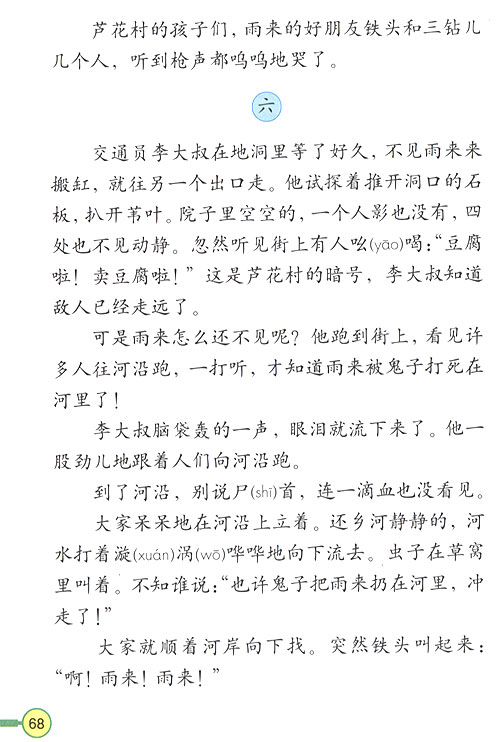 芦花村的孩子们，雨来的好朋友铁头和三钻儿
几个人，听到枪声都呜呜地哭了。
六
交通员李大叔在地洞里等了好久，不见雨来来
搬缸，就往另一个出口走。他试探着推开洞口的石
板，扒开苇叶。院子里空空的，一个人影也没有，四
处也不见动静。忽然听见街上有人吆(yāo)喝：“豆腐
啦！卖豆腐啦！”这是芦花村的暗号，李大叔知道
敌人已经走远了。
可是雨来怎么还不见呢？他跑到街上，看见许
多人往河沿跑，一打听，才知道雨来被鬼子打死在
河里了！
李大叔脑袋轰的一声，眼泪就流下来了。他一
股劲儿地跟着人们向河沿跑。
到了河沿，别说尸(shī)首，连一滴血也没看见。
大家呆呆地在河沿上立着。还乡河静静的，河
水打着漩(xuán)涡(wō)哗哗地向下流去。虫子在草窝
里叫着。不知谁说：“也许鬼子把雨来扔在河里，冲
走了！”
大家就顺着河岸向下找。突然铁头叫起来：
“啊！雨来！雨来！”
68